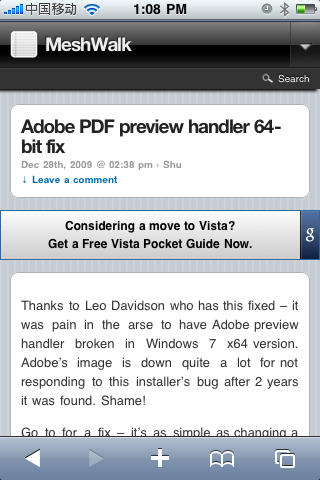 中国移动 1:08 PM
MeshWalk
Search
Adobe PDF preview handler 64-
bit fix
Dec 28th, 2009 @ 02:38 pm › Shu
↓ Leave a comment
Considering a move to Vista?
Get a Free Vista Pocket Guide Now.
g
Thanks to Leo Davidson who has this fixed – it
was pain in the arse to have Adobe preview
handler broken in Windows 7 x64 version.
Adobe's image is down quite a lot for not
responding to this installer's bug after 2 years
it was found. Shame!
Go to for a fix – it's as simple as changing a